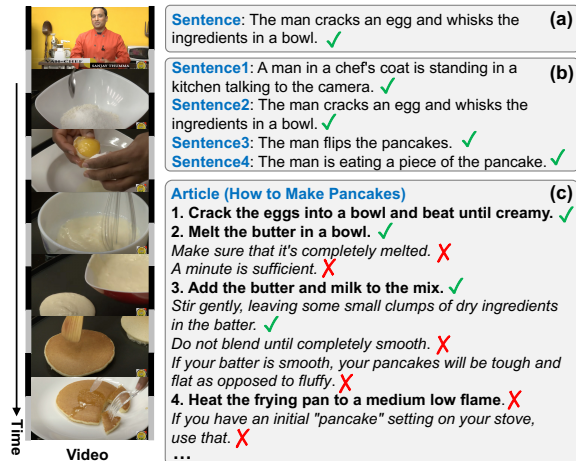 Sentence: The man cracks an egg and whisks the (a)
ingredients in a bowl. ✓
Sentence1: A man in a chef's coat is standing in a (b)
kitchen talking to the camera. ✓
Sentence2: The man cracks an egg and whisks the
ingredients in a bowl. ✓
Sentence3: The man flips the pancakes. ✓
Sentence4: The man is eating a piece of the pancake. ✓
Article (How to Make Pancakes) (c)
1. Crack the eggs into a bowl and beat until creamy. ✓
2. Melt the butter in a bowl. ✓
Make sure that it's completely melted. ✗
A minute is sufficient. ✗
3. Add the butter and milk to the mix. ✓
Stir gently, leaving some small clumps of dry ingredients
in the batter. ✓
Do not blend until completely smooth. ✗
If your batter is smooth, your pancakes will be tough and
flat as opposed to fluffy. ✗
4. Heat the frying pan to a medium low flame. ✗
If you have an initial "pancake" setting on your stove,
use that. ✗
...
SANJAY THUMMA
Time
Video